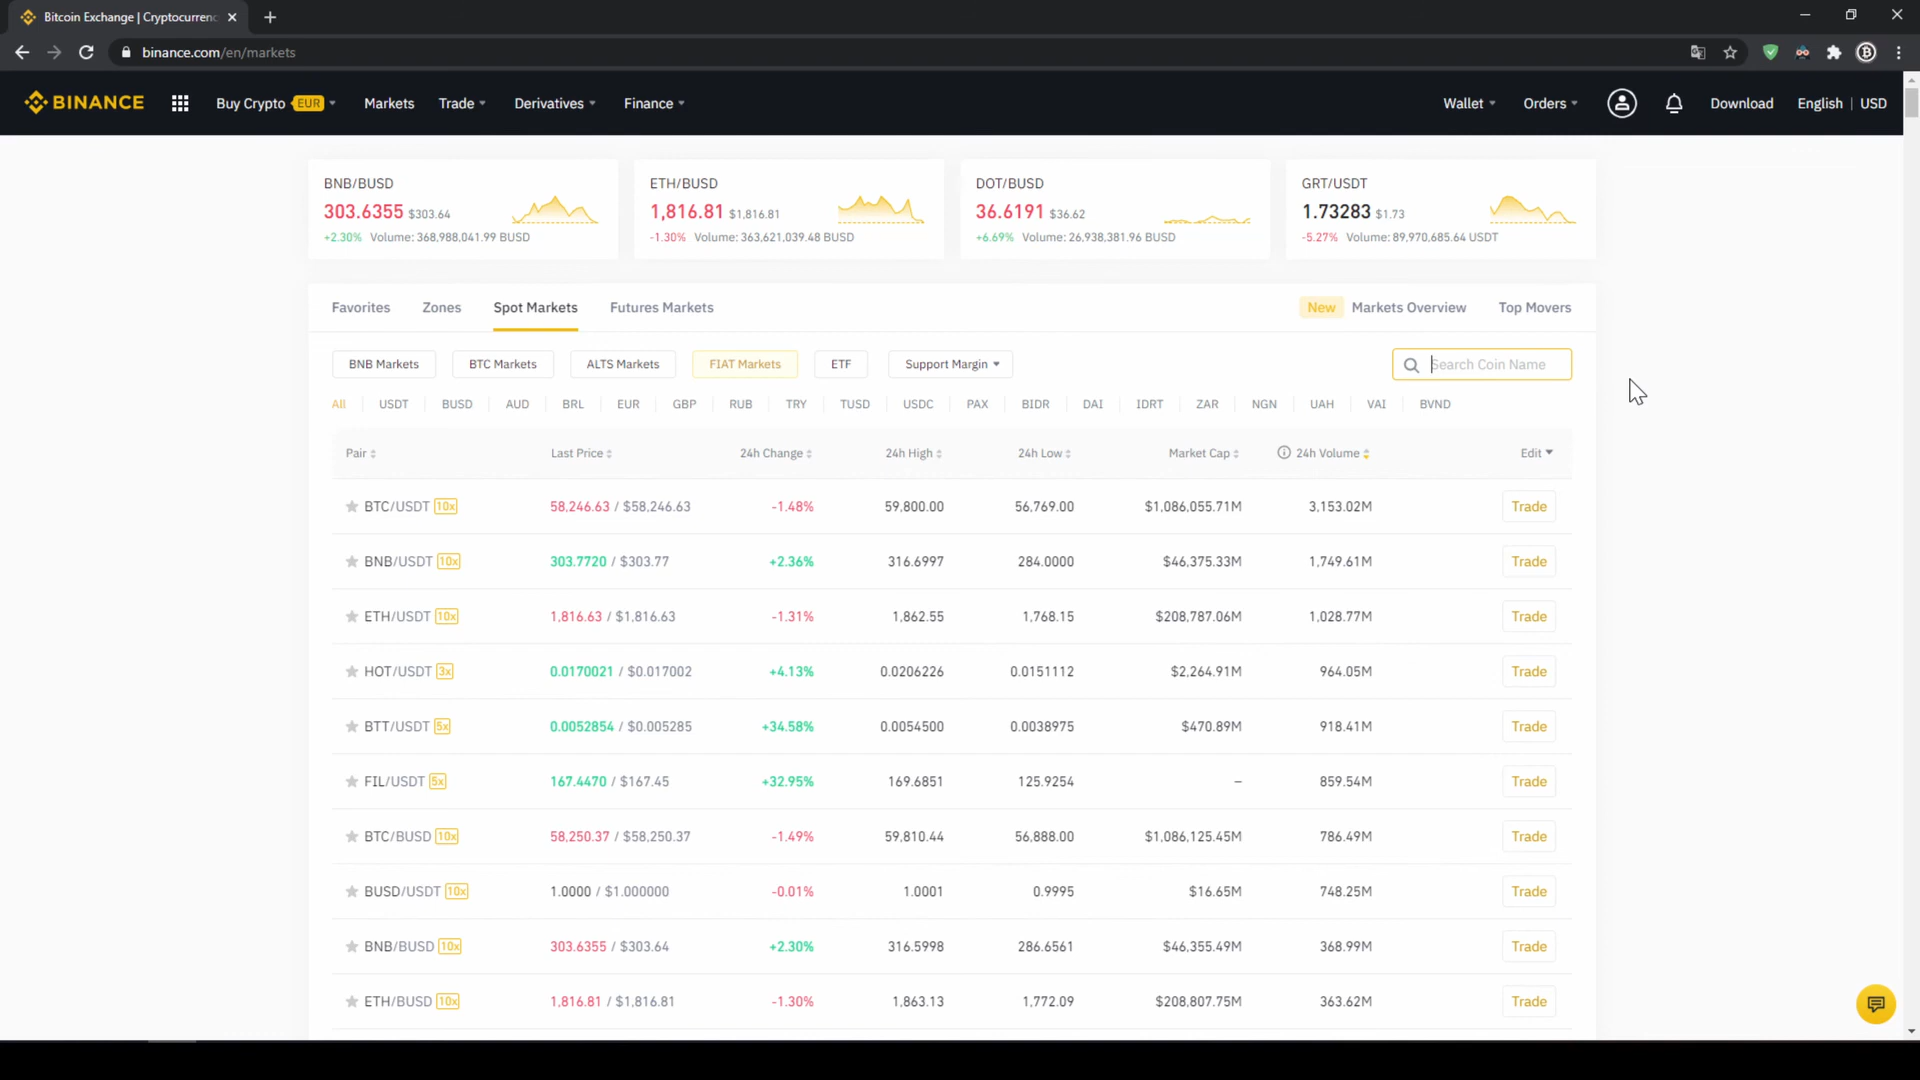 Bitcoin Exchange | Cryptocurrenc
binance.com/en/markets
BINANCE Buy Crypto EUR Markets Trade Derivatives Finance Wallet Orders Download English | USD
BNB/BUSD
303.6355 $303.64
+2.30% Volume: 368,988,041.99 BUSD
ETH/BUSD
1,816.81 $1,816.81
-1.30% Volume: 363,621,039.48 BUSD
DOT/BUSD
36.6191 $36.62
+6.69% Volume: 26,938,381.96 BUSD
GRT/USDT
1.73283 $1.73
-5.27% Volume: 89,970,685.64 USDT
Favorites Zones Spot Markets Futures Markets New Markets Overview Top Movers
BNB Markets BTC Markets ALTS Markets FIAT Markets ETF Support Margin Search Coin Name
All USDT BUSD AUD BRL EUR GBP RUB TRY TUSD USDC PAX BIDR DAI IDRT ZAR NGN UAH VAI BVND
Pair Last Price 24h Change 24h High 24h Low Market Cap 24h Volume Edit
BTC/USDT 10x 58,246.63 / $58,246.63 -1.48% 59,800.00 56,769.00 $1,086,055.71M 3,153.02M Trade
BNB/USDT 10x 303.7720 / $303.77 +2.36% 316.6997 284.0000 $46,375.33M 1,749.61M Trade
ETH/USDT 10x 1,816.63 / $1,816.63 -1.31% 1,862.55 1,768.15 $208,787.06M 1,028.77M Trade
HOT/USDT 3x 0.0170021 / $0.017002 +4.13% 0.0206226 0.0151112 $2,264.91M 964.05M Trade
BTT/USDT 5x 0.0052854 / $0.005285 +34.58% 0.0054500 0.0038975 $470.89M 918.41M Trade
FIL/USDT 5x 167.4470 / $167.45 +32.95% 169.6851 125.9254 – 859.54M Trade
BTC/BUSD 10x 58,250.37 / $58,250.37 -1.49% 59,810.44 56,888.00 $1,086,125.45M 786.49M Trade
BUSD/USDT 10x 1.0000 / $1.000000 -0.01% 1.0001 0.9995 $16.65M 748.25M Trade
BNB/BUSD 10x 303.6355 / $303.64 +2.30% 316.5998 286.6561 $46,355.49M 368.99M Trade
ETH/BUSD 10x 1,816.81 / $1,816.81 -1.30% 1,863.13 1,772.09 $208,807.75M 363.62M Trade